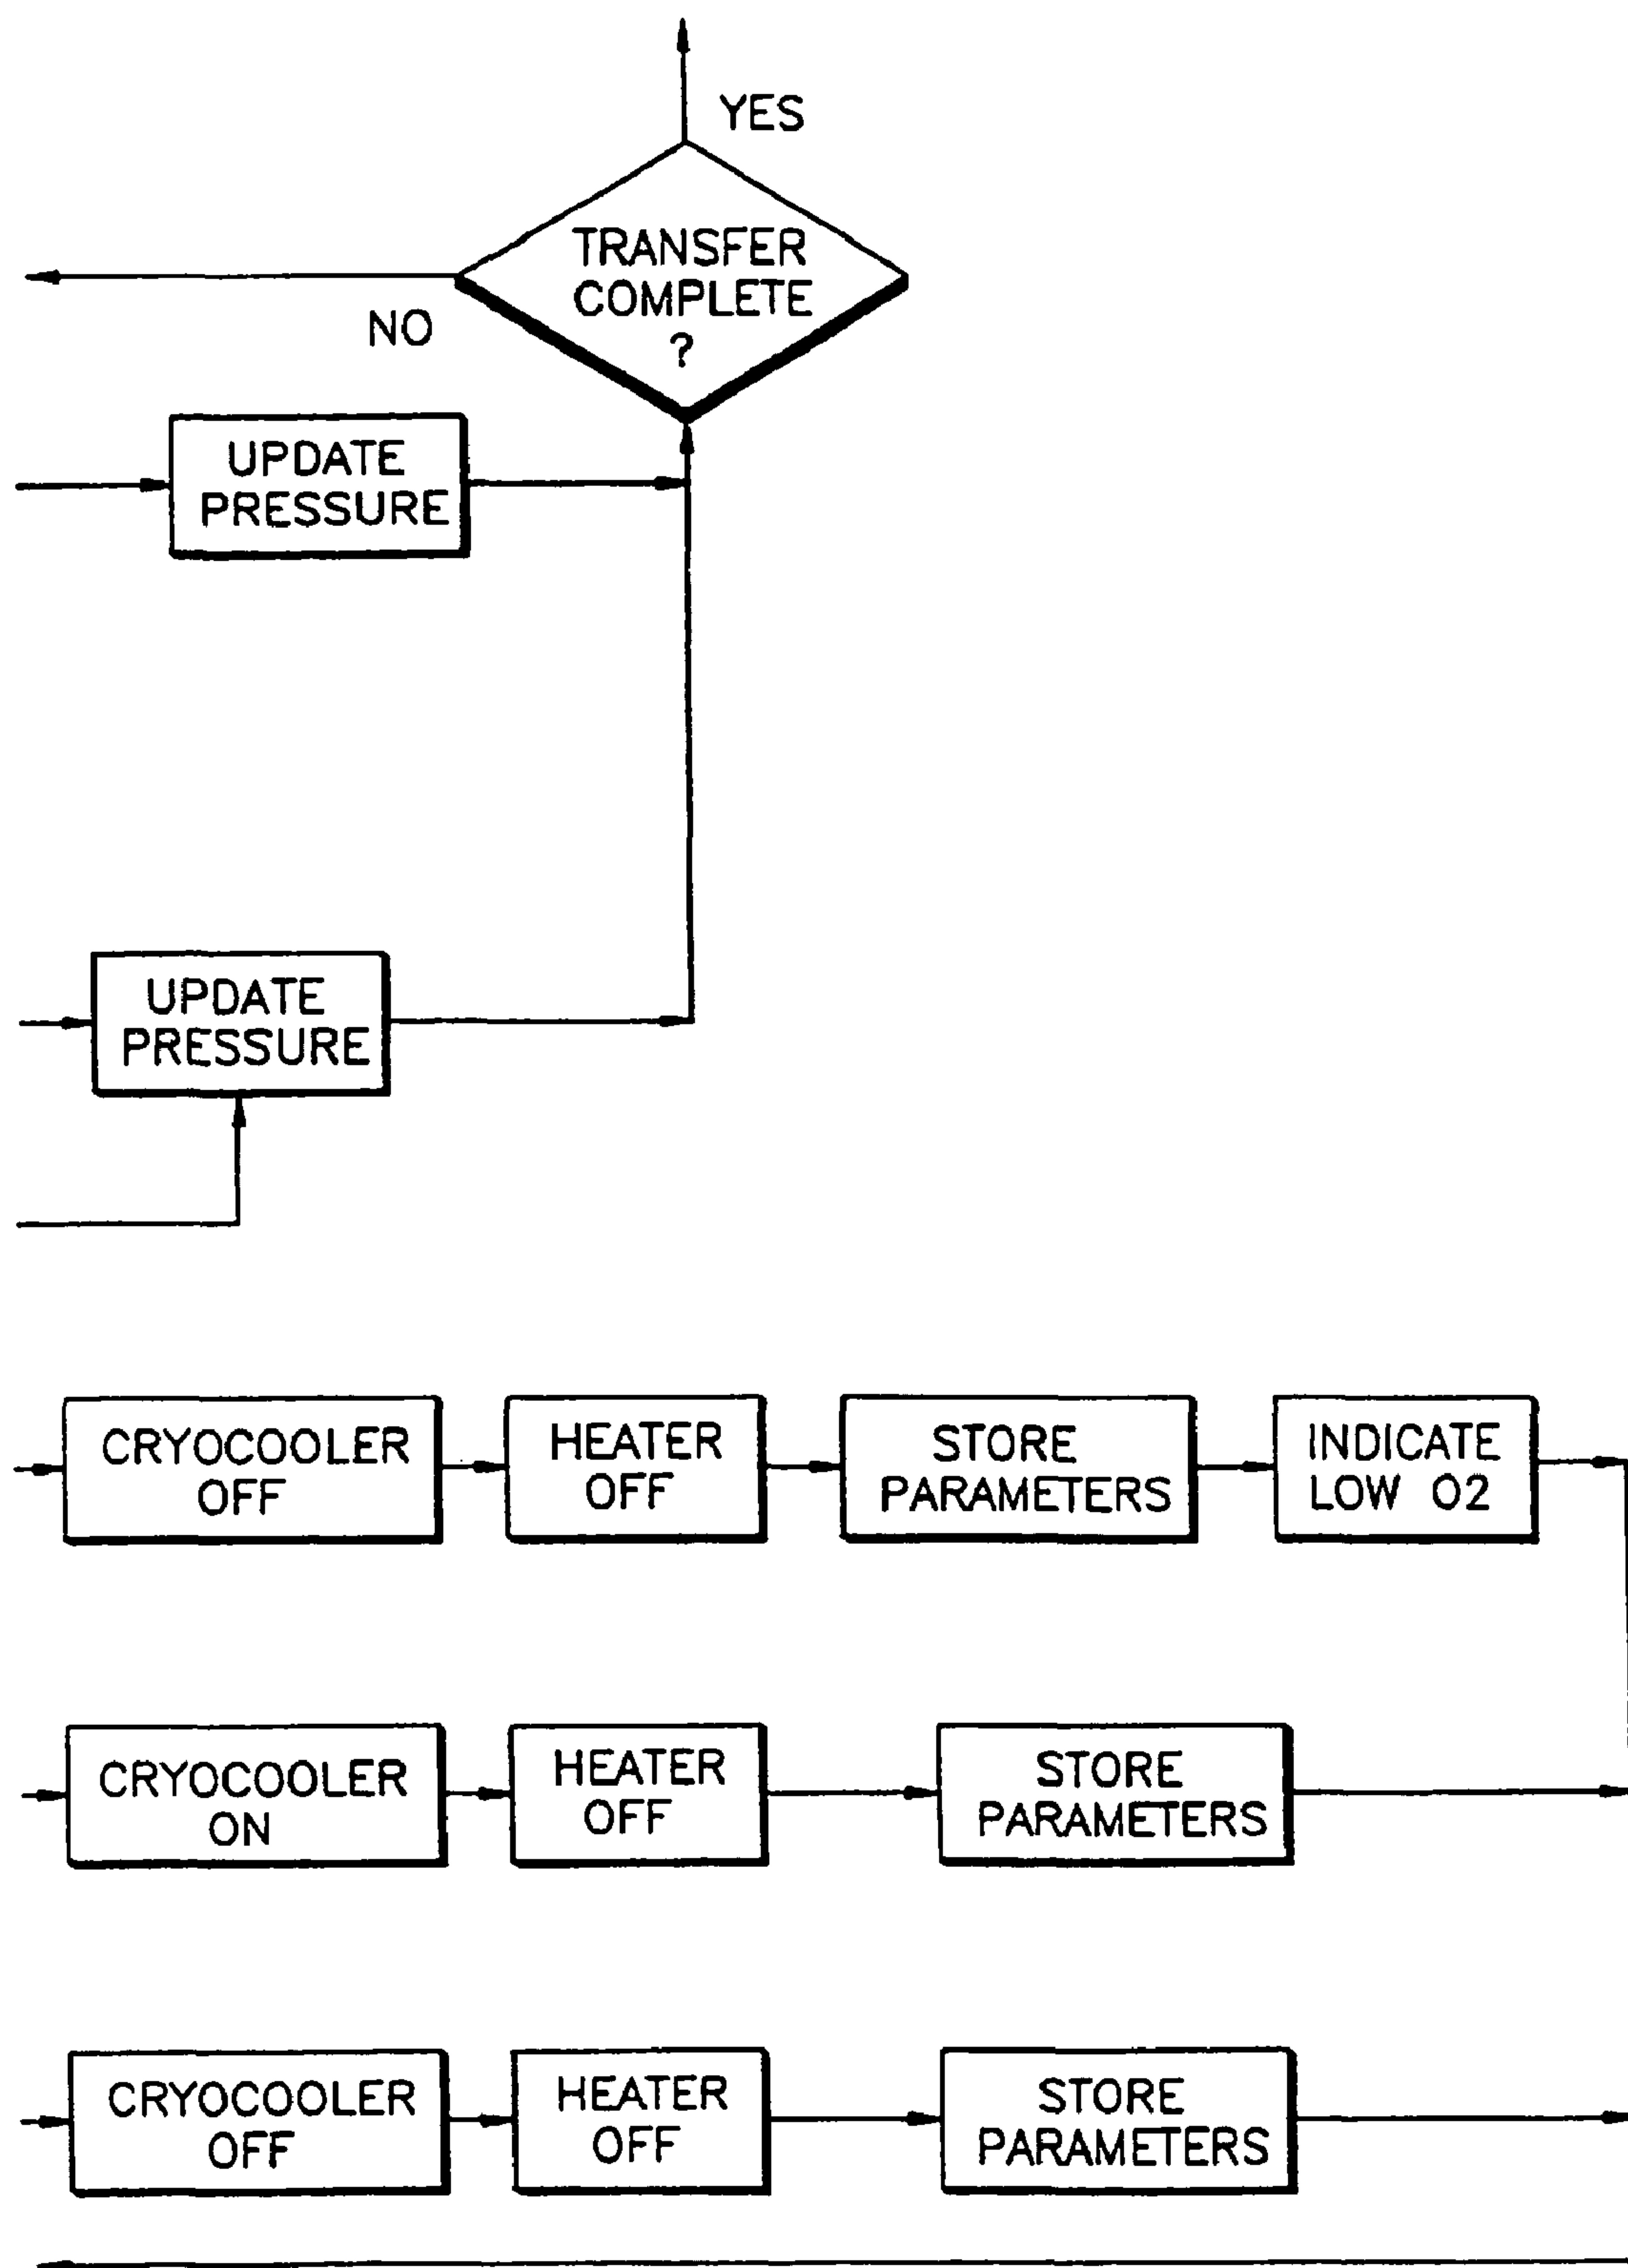 YES
TRANSFER
COMPLETE
?
NO
UPDATE
PRESSURE
UPDATE
PRESSURE
CRYOCOOLER
OFF
HEATER
OFF
STORE
PARAMETERS
INDICATE
LOW O2
CRYOCOOLER
ON
HEATER
OFF
STORE
PARAMETERS
CRYOCOOLER
OFF
HEATER
OFF
STORE
PARAMETERS